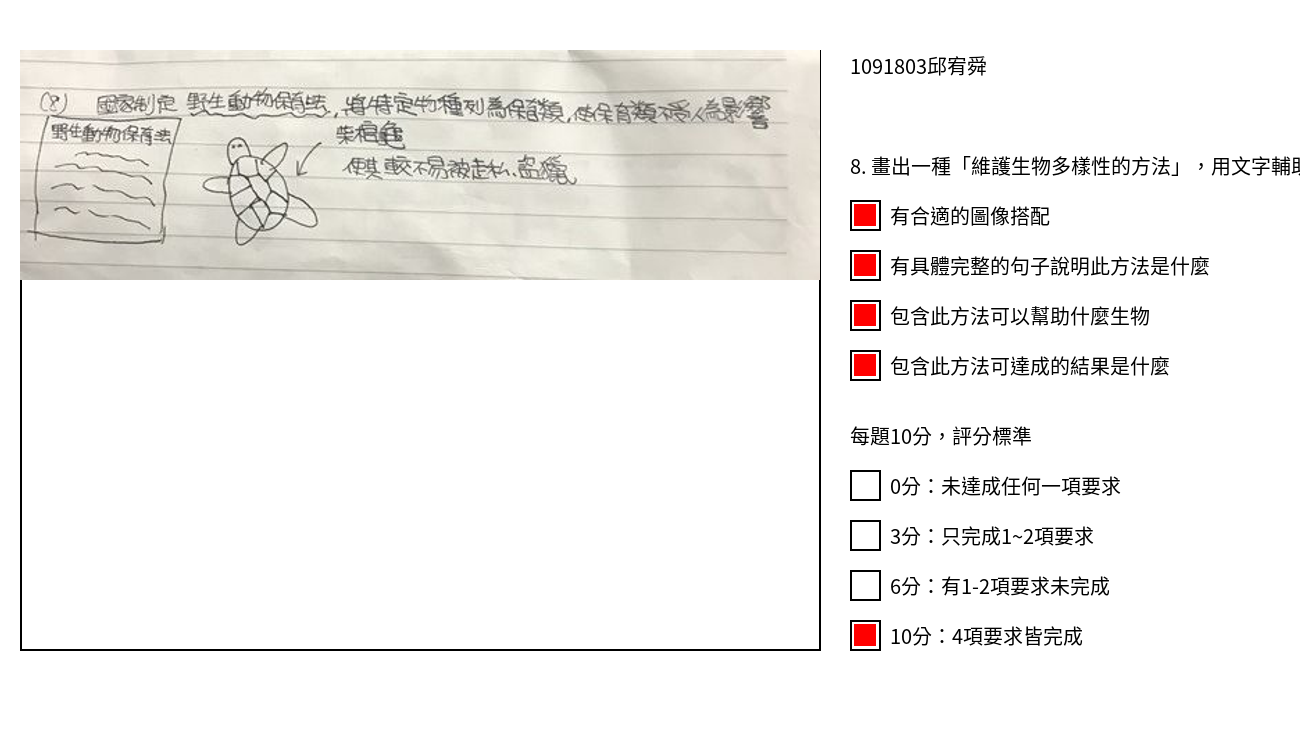 (8) 國家制定 野生動物保育法,將特定物種列為保育類,使保育類不受人為影響
野生動物保育法
柴棺龜
使其較不易被走私、盜獵
1091803邱宥舜
8. 畫出一種「維護生物多樣性的方法」，用文字輔助
有合適的圖像搭配
有具體完整的句子說明此方法是什麼
包含此方法可以幫助什麼生物
包含此方法可達成的結果是什麼
每題10分，評分標準
0分：未達成任何一項要求
3分：只完成1~2項要求
6分：有1-2項要求未完成
10分：4項要求皆完成